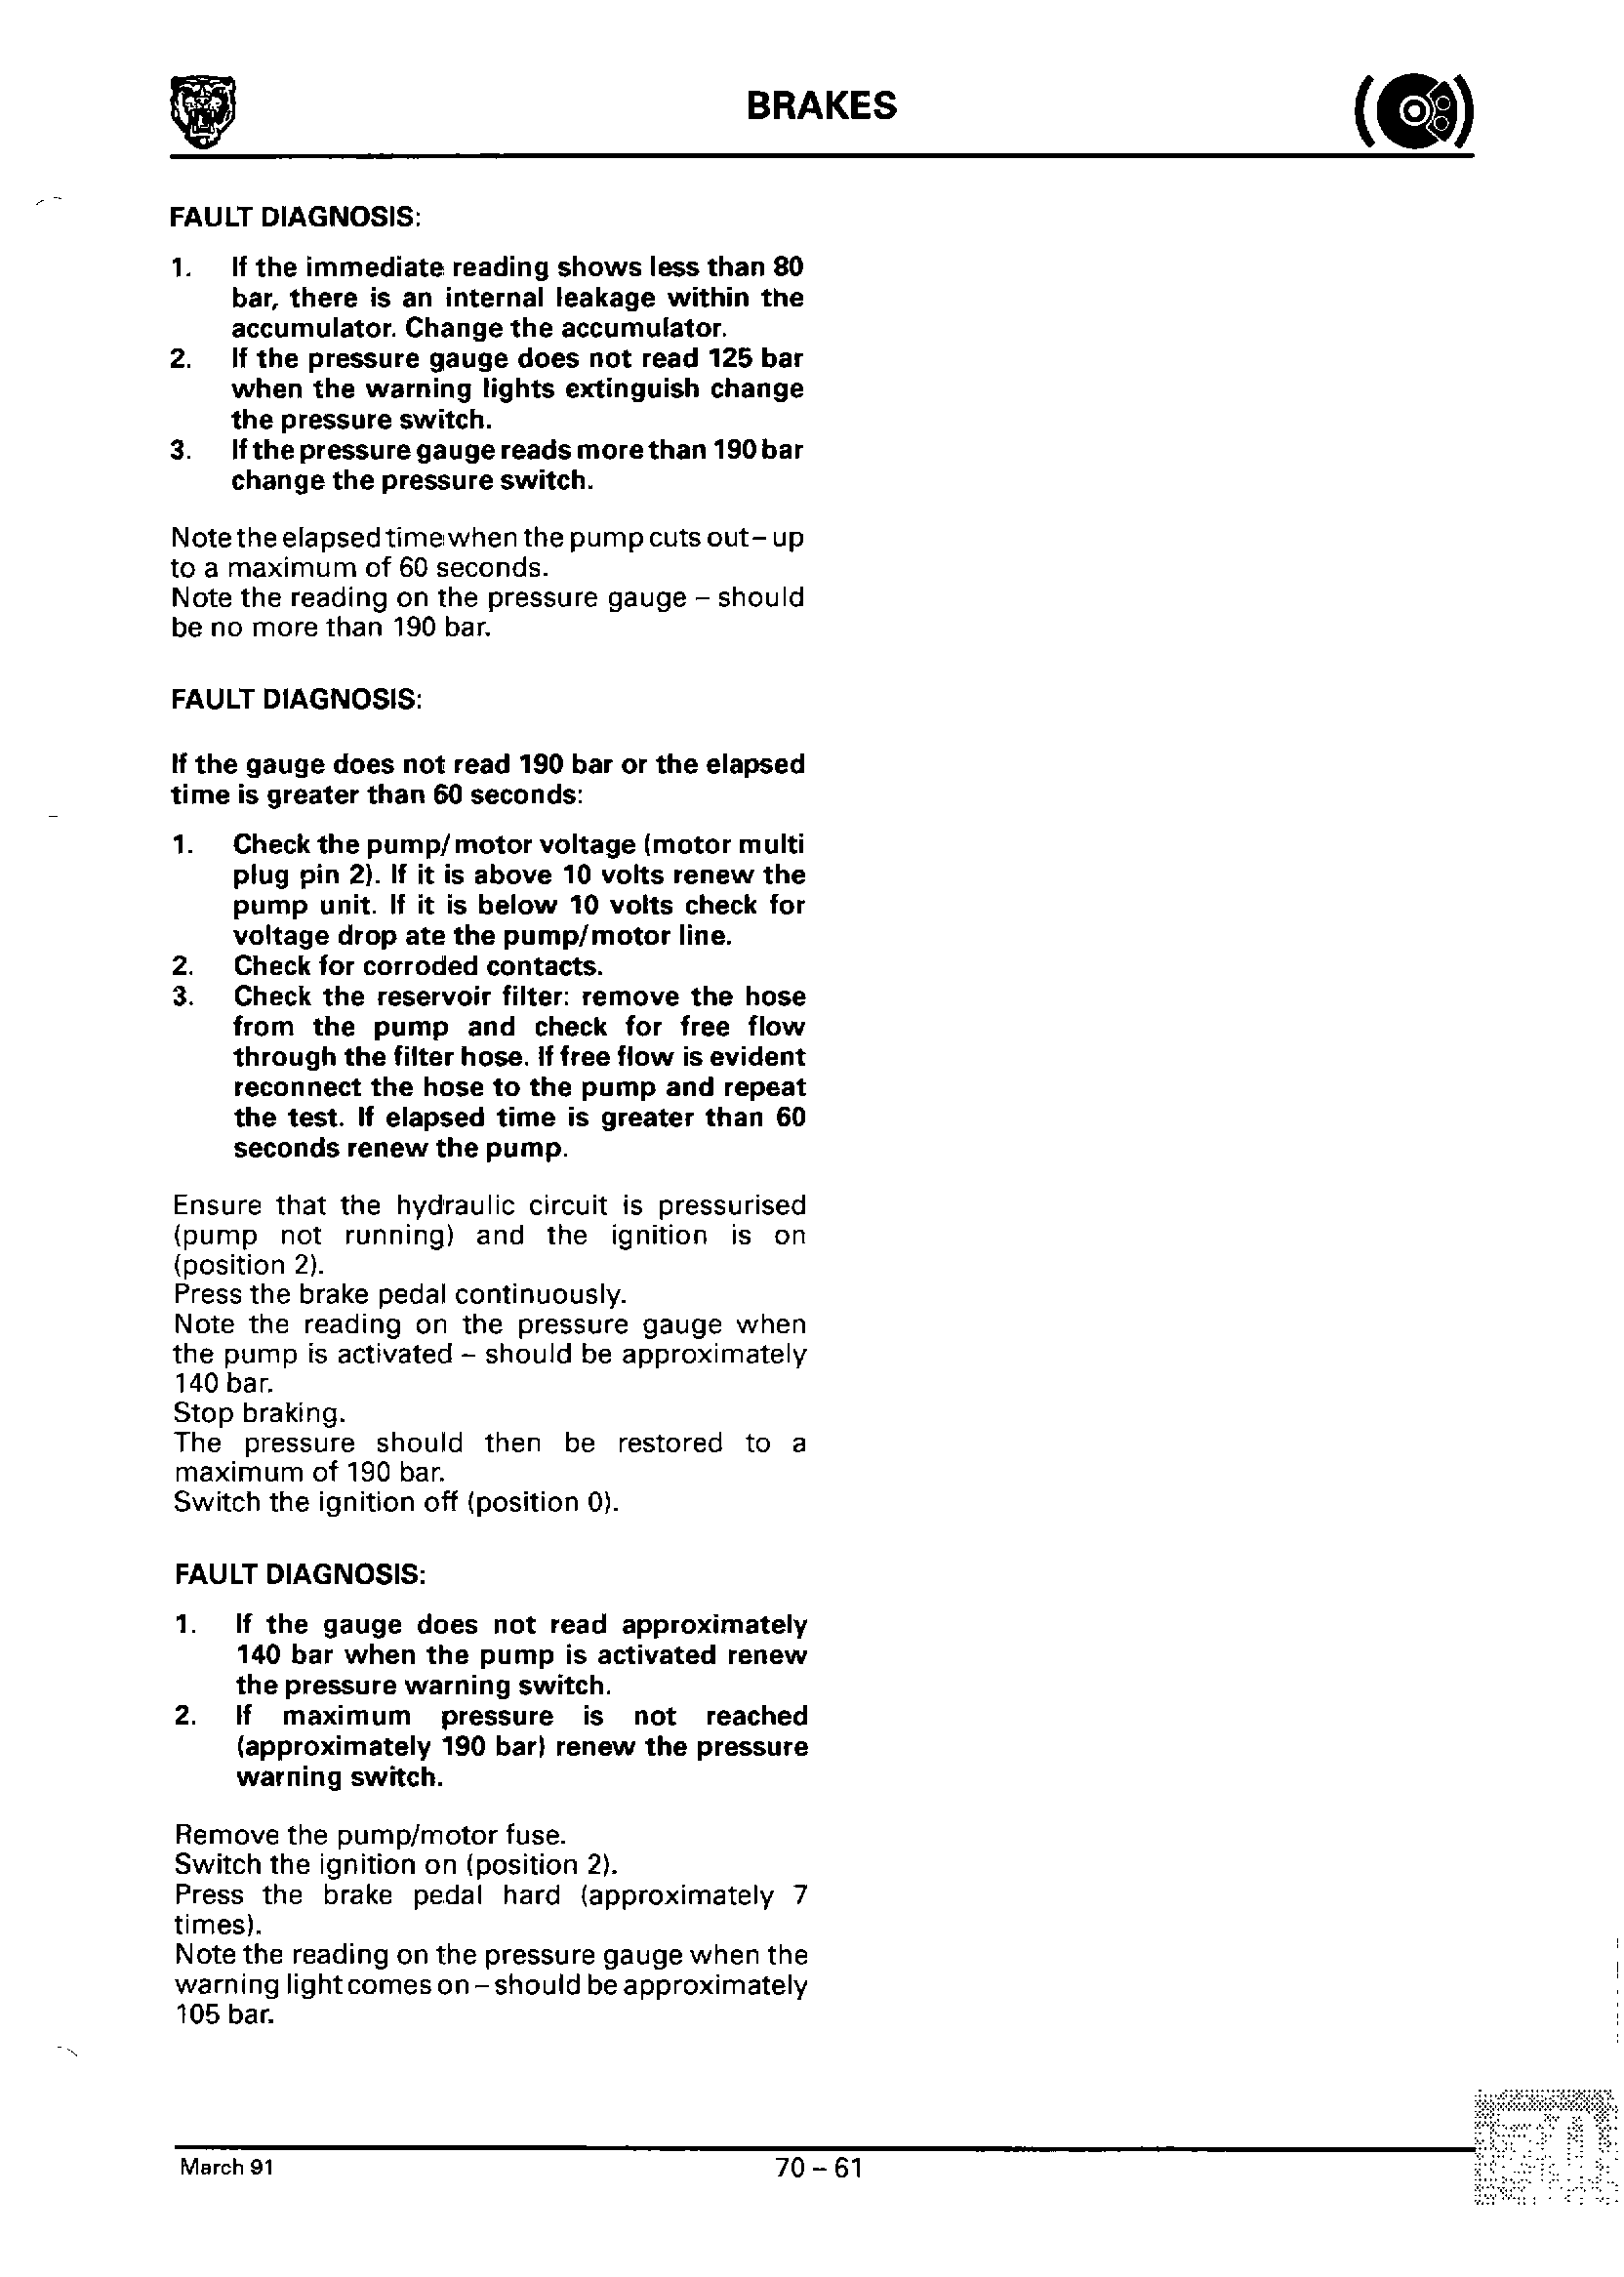 BRAKES
FAULT DIAGNOSIS:
1. If the immediate reading shows less than 80
bar, there is an internal leakage within the
accumulator. Change the accumulator.
2. If the pressure gauge does not read 125 bar
when the warning lights extinguish change
the pressure switch.
3. If the pressure gauge reads more than 190 bar
change the pressure switch.
Note the elapsed time when the pump cuts out – up
to a maximum of 60 seconds.
Note the reading on the pressure gauge – should
be no more than 190 bar.
FAULT DIAGNOSIS:
If the gauge does not read 190 bar or the elapsed
time is greater than 60 seconds:
1. Check the pump/motor voltage (motor multi
plug pin 2). If it is above 10 volts renew the
pump unit. If it is below 10 volts check for
voltage drop ate the pump/motor line.
2. Check for corroded contacts.
3. Check the reservoir filter: remove the hose
from the pump and check for free flow
through the filter hose. If free flow is evident
reconnect the hose to the pump and repeat
the test. If elapsed time is greater than 60
seconds renew the pump.
Ensure that the hydraulic circuit is pressurised
(pump not running) and the ignition is on
(position 2).
Press the brake pedal continuously.
Note the reading on the pressure gauge when
the pump is activated – should be approximately
140 bar.
Stop braking.
The pressure should then be restored to a
maximum of 190 bar.
Switch the ignition off (position 0).
FAULT DIAGNOSIS:
1. If the gauge does not read approximately
140 bar when the pump is activated renew
the pressure warning switch.
2. If maximum pressure is not reached
(approximately 190 bar) renew the pressure
warning switch.
Remove the pump/motor fuse.
Switch the ignition on (position 2).
Press the brake pedal hard (approximately 7
times).
Note the reading on the pressure gauge when the
warning light comes on – should be approximately
105 bar.
March 91
70 – 61